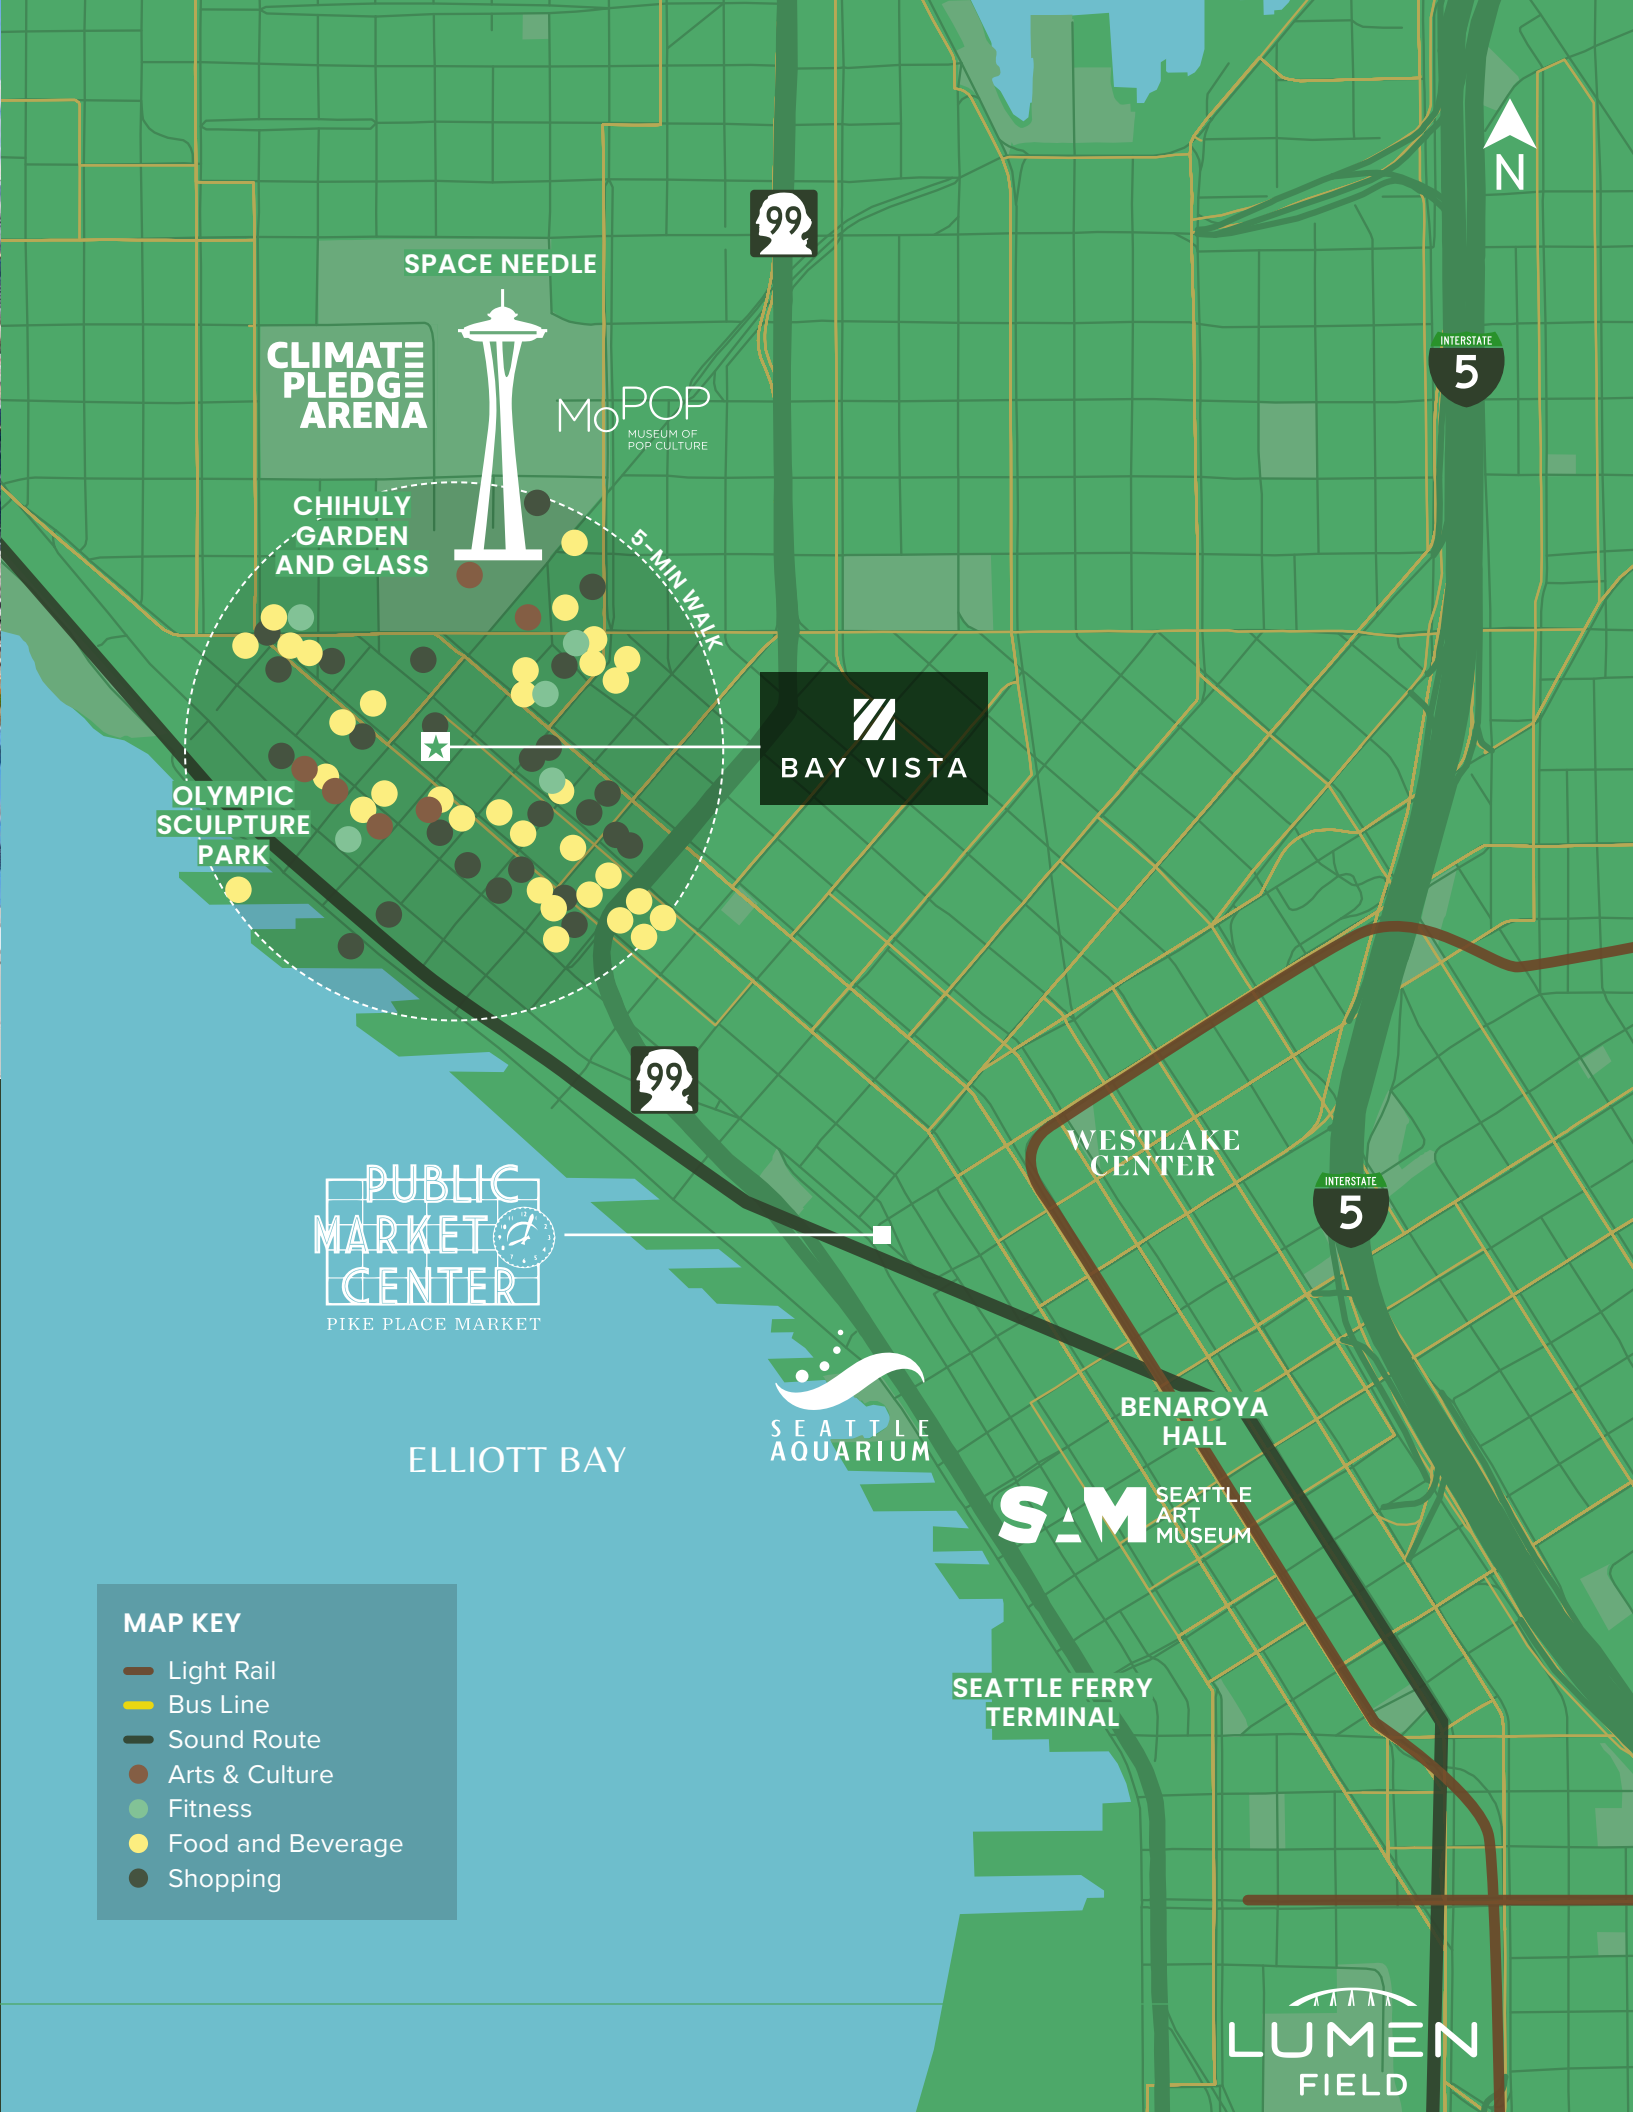 N
99
SPACE NEEDLE
INTERSTATE
5
CLIMATE
PLEDGE
ARENA
MoPOP
MUSEUM OF
POP CULTURE
CHIHULY
GARDEN
AND GLASS
5-MIN WALK
BAY VISTA
OLYMPIC
SCULPTURE
PARK
99
WESTLAKE
CENTER
INTERSTATE
5
PUBLIC
MARKET
CENTER
PIKE PLACE MARKET
SEATTLE
AQUARIUM
BENAROYA
HALL
ELLIOTT BAY
SAM
SEATTLE
ART
MUSEUM
SEATTLE FERRY
TERMINAL
MAP KEY
Light Rail
Bus Line
Sound Route
Arts & Culture
Fitness
Food and Beverage
Shopping
LUMEN
FIELD